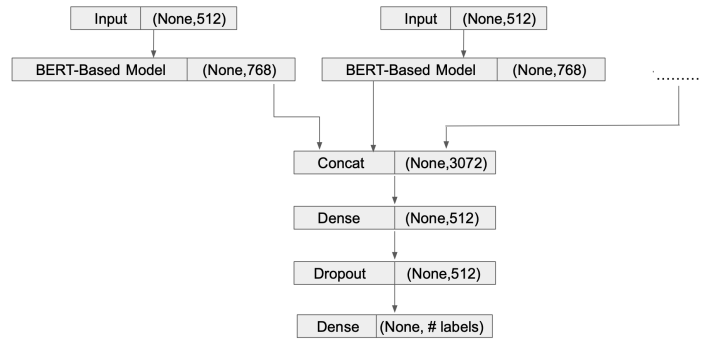 Input (None,512) Input (None,512)
BERT-Based Model (None,768) BERT-Based Model (None,768) .........
Concat (None,3072)
Dense (None,512)
Dropout (None,512)
Dense (None, # labels)